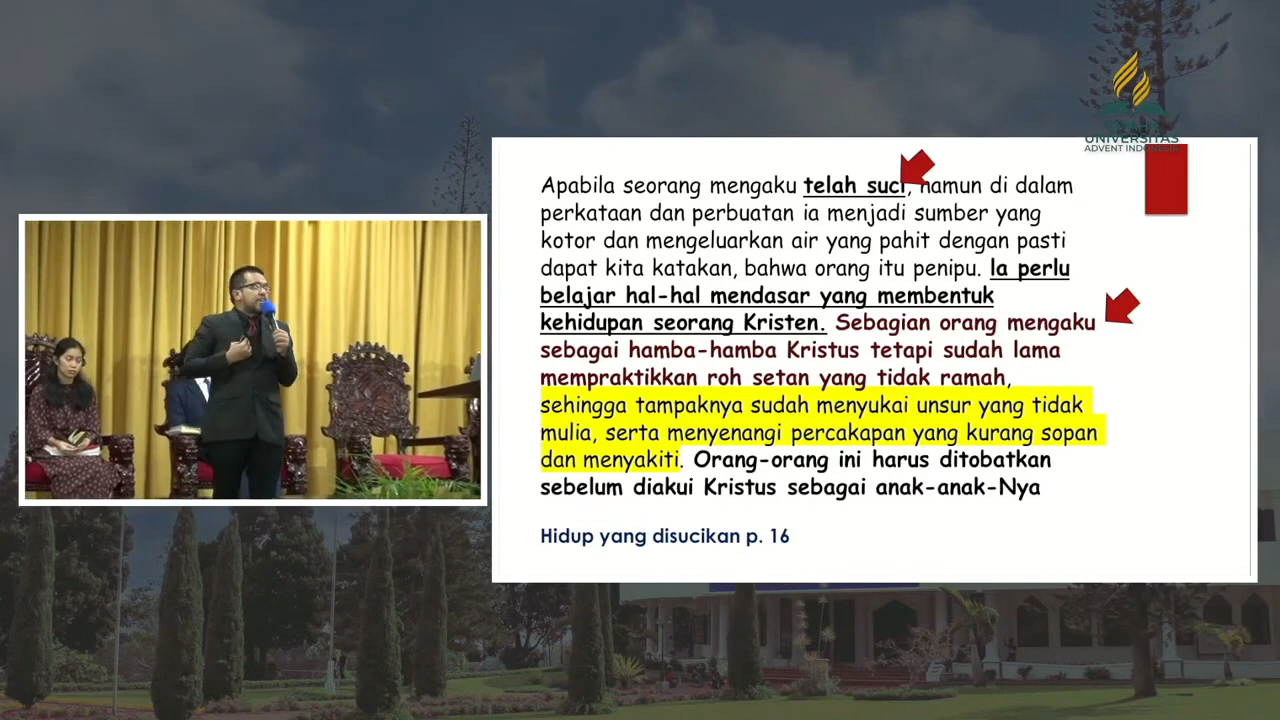 UNIVERSITAS
ADVENT INDONESIA
Apabila seorang mengaku telah suci, namun di dalam
perkataan dan perbuatan ia menjadi sumber yang
kotor dan mengeluarkan air yang pahit dengan pasti
dapat kita katakan, bahwa orang itu penipu. Ia perlu
belajar hal-hal mendasar yang membentuk
kehidupan seorang Kristen. Sebagian orang mengaku
sebagai hamba-hamba Kristus tetapi sudah lama
mempraktikkan roh setan yang tidak ramah,
sehingga tampaknya sudah menyukai unsur yang tidak
mulia, serta menyenangi percakapan yang kurang sopan
dan menyakiti. Orang-orang ini harus ditobatkan
sebelum diakui Kristus sebagai anak-anak-Nya
Hidup yang disucikan p. 16